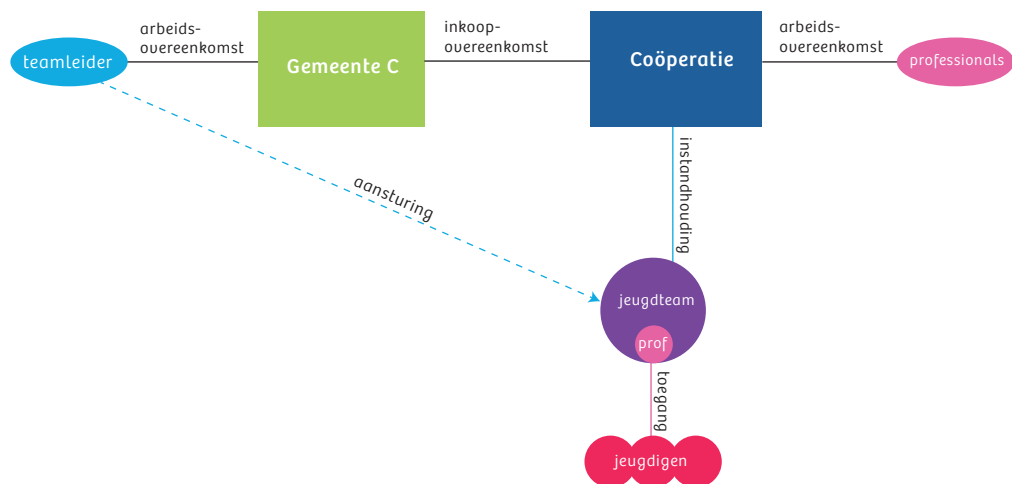 arbeids-
overeenkomst
inkoop-
overeenkomst
arbeids-
overeenkomst
teamleider
Gemeente C
Coöperatie
professionals
instandhouding
aansturing
jeugdteam
prof
toegang
jeugdigen